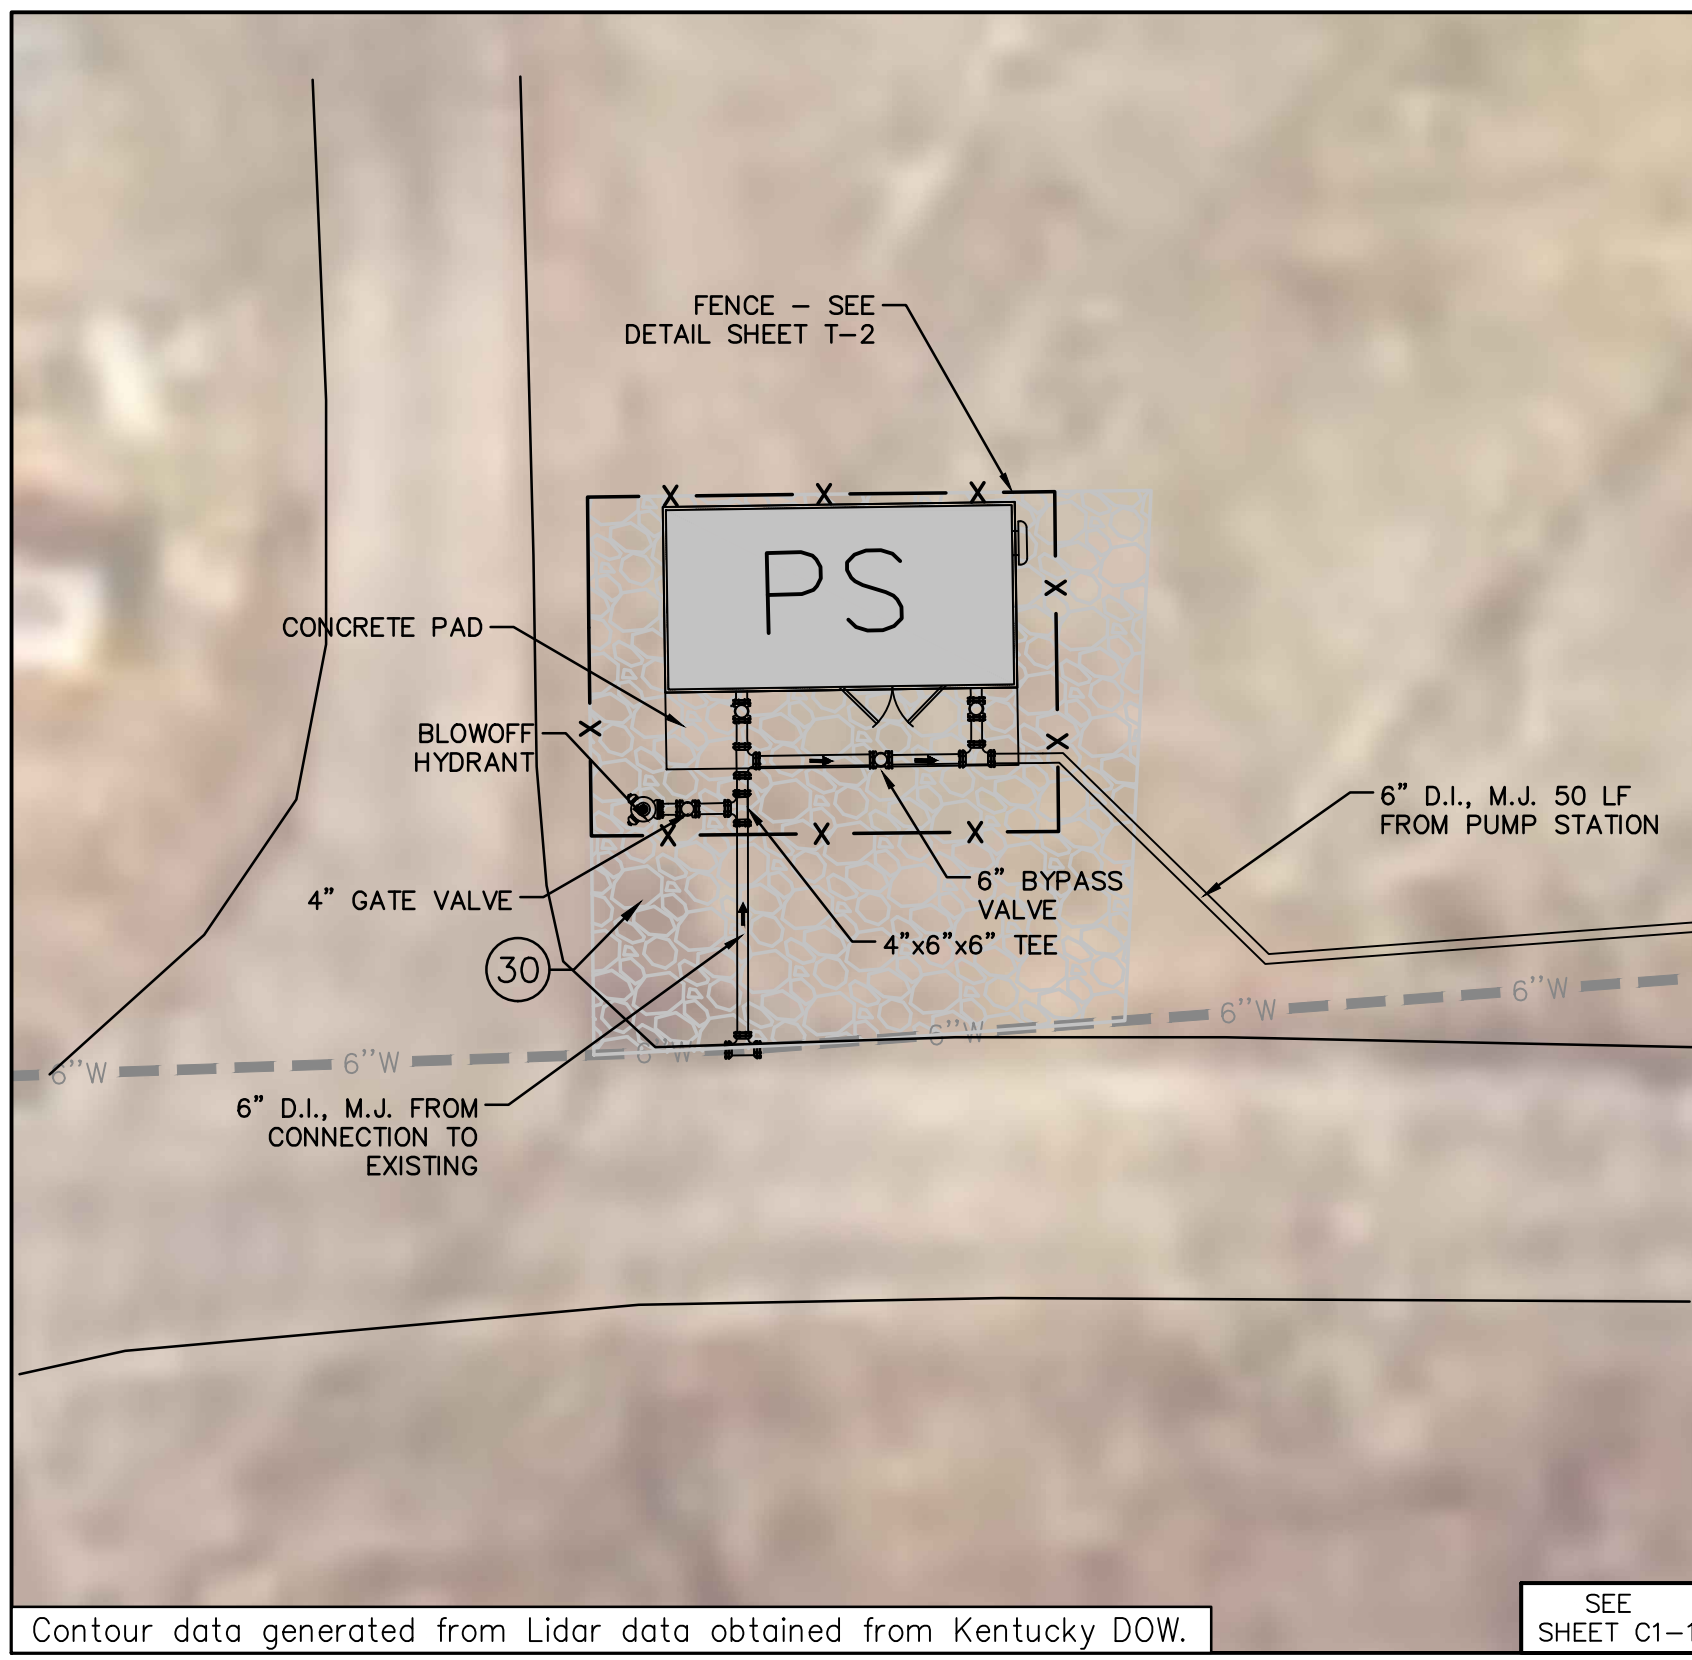 FENCE – SEE
DETAIL SHEET T–2
PS
CONCRETE PAD
BLOWOFF
HYDRANT
6" D.I., M.J. 50 LF
FROM PUMP STATION
4" GATE VALVE
6" BYPASS
VALVE
4"x6"x6" TEE
30
6"W
6"W
6"W
6"W
6"W
6"W
6" D.I., M.J. FROM
CONNECTION TO
EXISTING
Contour data generated from Lidar data obtained from Kentucky DOW.
SEE
SHEET C1–1